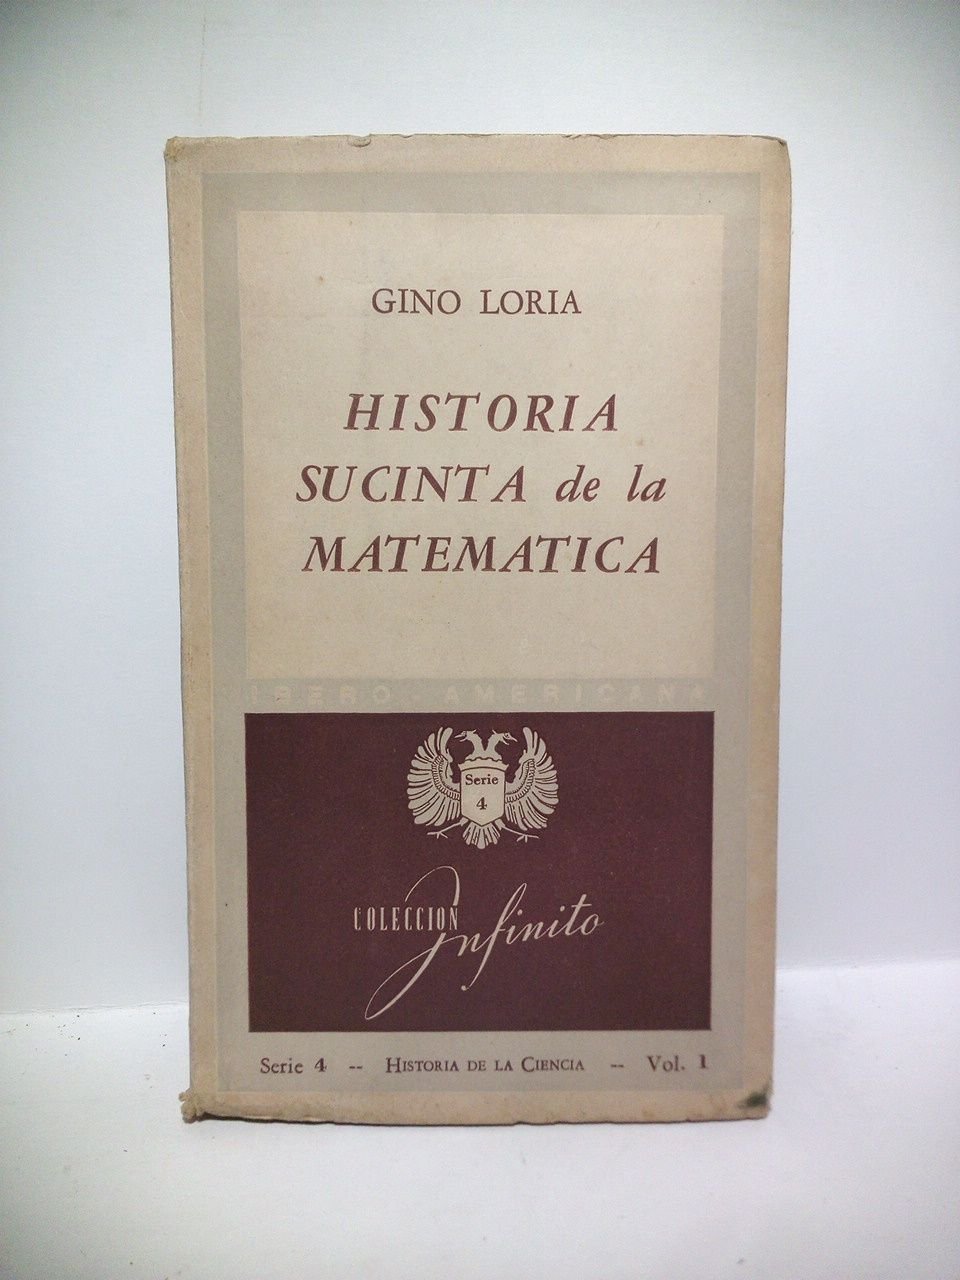 GINO LORIA
HISTORIA
SUCINTA de la
MATEMATICA
IBERO-AMERICANA
Serie
4
COLECCION Infinito
Serie 4 -- HISTORIA DE LA CIENCIA -- Vol. 1